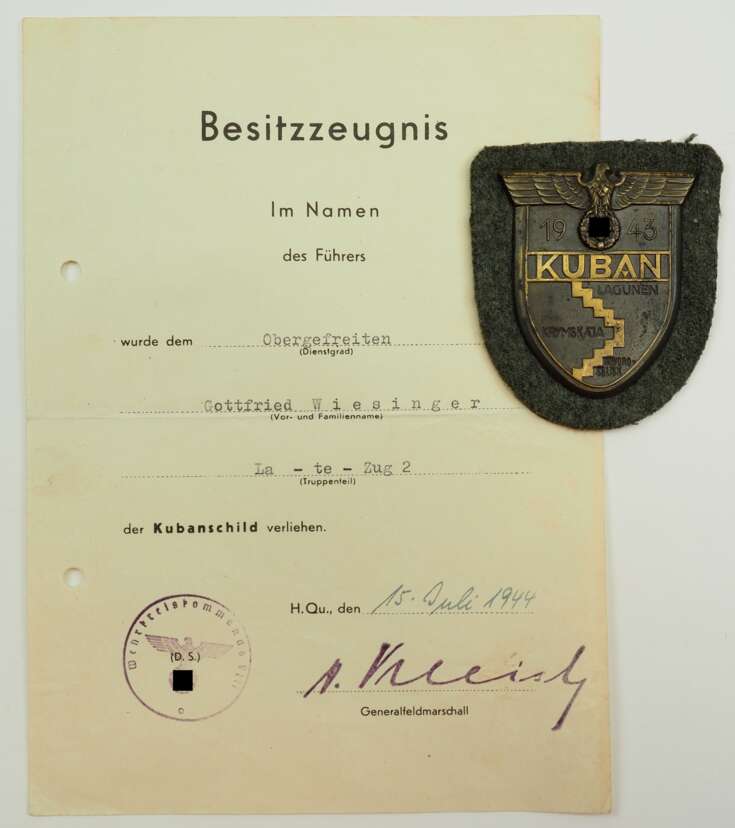 Besitzzeugnis
Im Namen
des Führers
wurde dem Obergefreiten
(Dienstgrad)
Gottfried Wiesinger
(Vor- und Familienname)
La - te - Zug 2
(Truppenteil)
der Kubanschild verliehen.
H.Qu., den 15. Juli 1944
Wehrkreiskommando
(D. S.)
Generalfeldmarschall
19 43
KUBAN
LAGUNEN
KRYMSKAJA